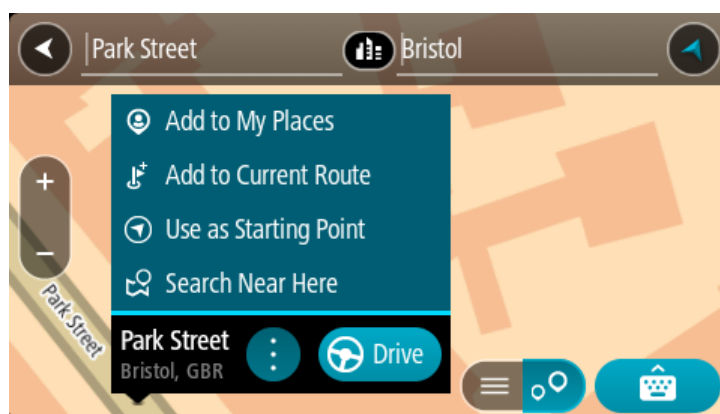 Park Street
Bristol
Add to My Places
Add to Current Route
Use as Starting Point
Search Near Here
Park Street
Park Street
Bristol, GBR
Drive